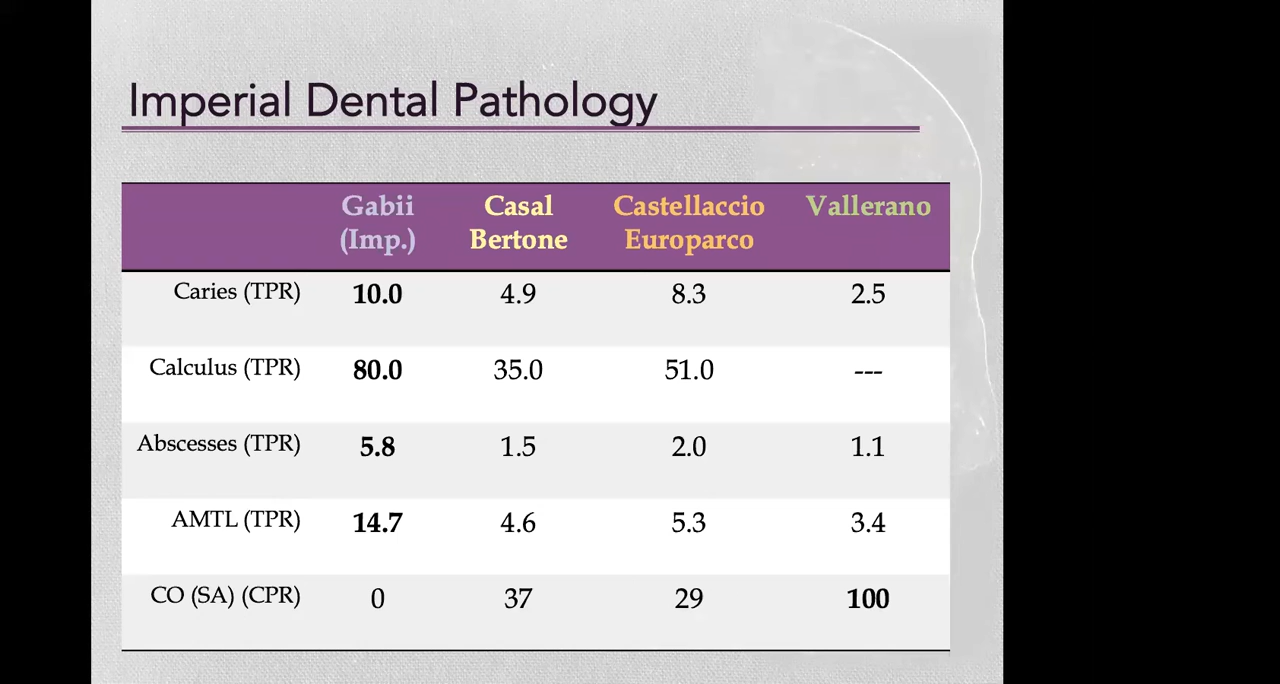 Imperial Dental Pathology
Gabii (Imp.) Casal Bertone Castellaccio Europarco Vallerano
Caries (TPR) 10.0 4.9 8.3 2.5
Calculus (TPR) 80.0 35.0 51.0 ---
Abscesses (TPR) 5.8 1.5 2.0 1.1
AMTL (TPR) 14.7 4.6 5.3 3.4
CO (SA) (CPR) 0 37 29 100